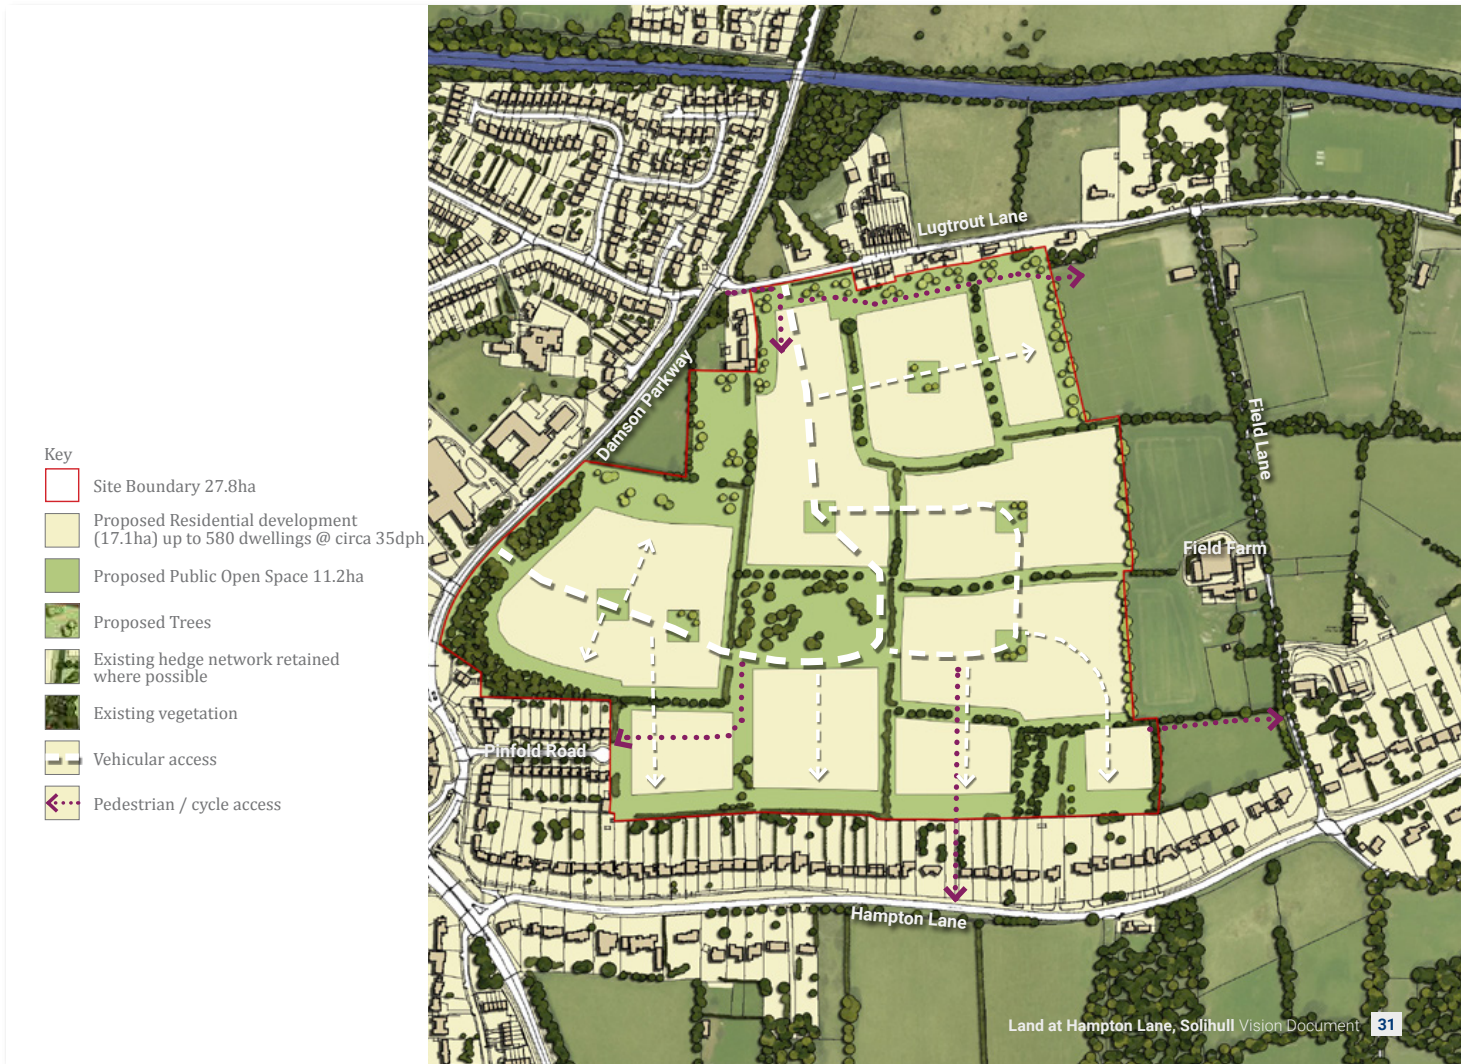 Key
Site Boundary 27.8ha
Proposed Residential development
(17.1ha) up to 580 dwellings @ circa 35dph
Proposed Public Open Space 11.2ha
Proposed Trees
Existing hedge network retained
where possible
Existing vegetation
Vehicular access
Pedestrian / cycle access
Lugtrout Lane
Damson Parkway
Field Lane
Field Farm
Pinfold Road
Hampton Lane
Land at Hampton Lane, Solihull Vision Document 31